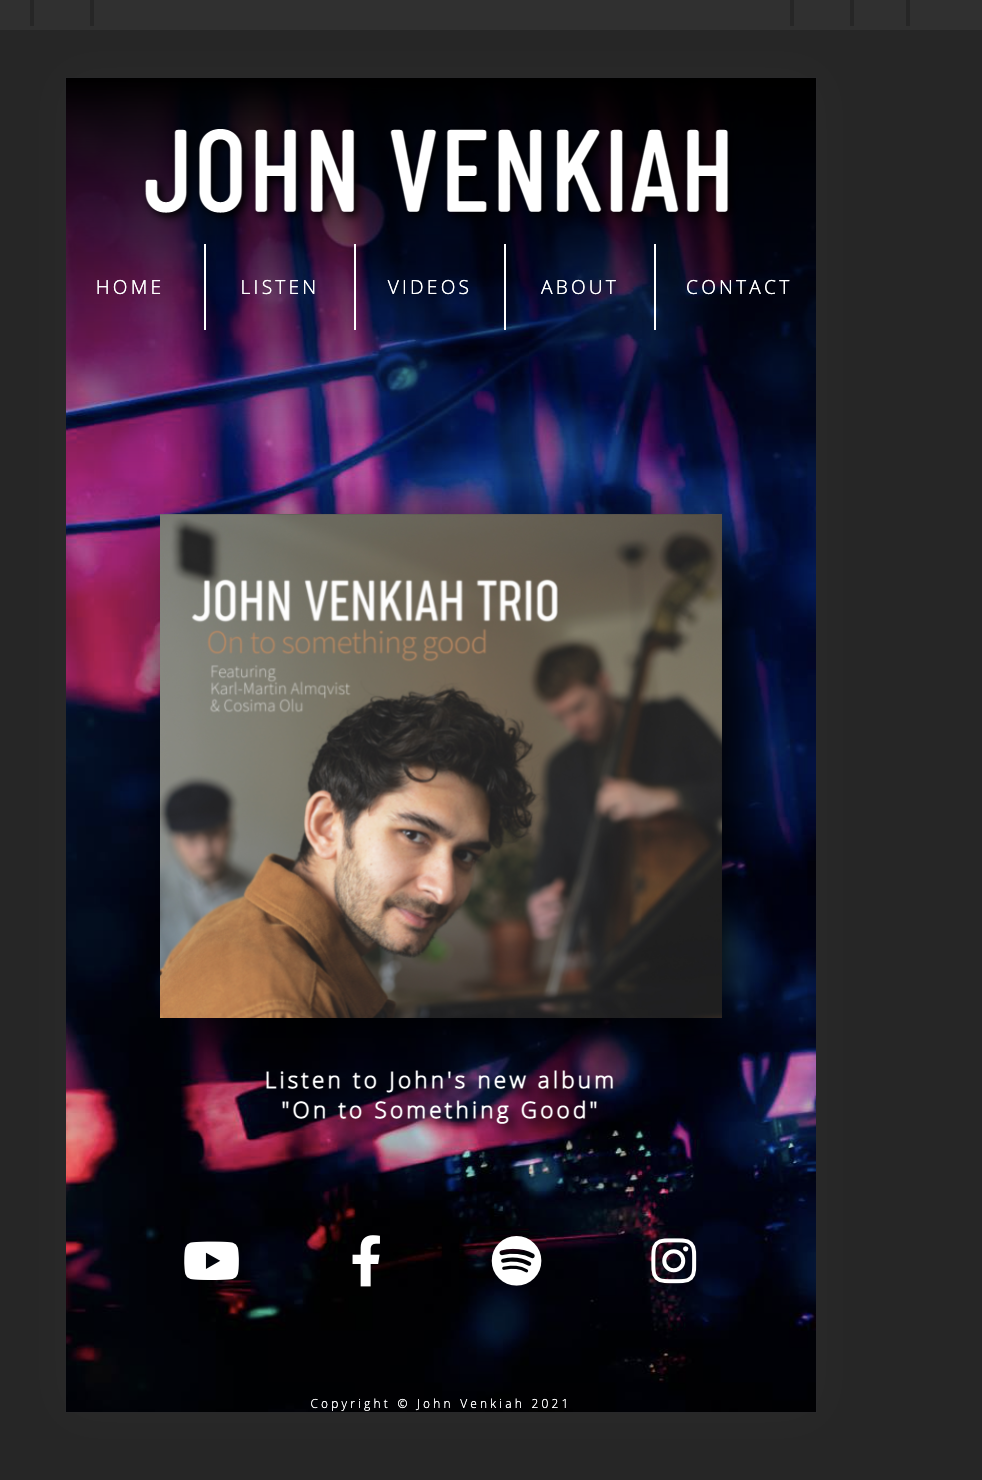 JOHN VENKIAH
HOME LISTEN VIDEOS ABOUT CONTACT
JOHN VENKIAH TRIO
On to something good
Featuring
Karl-Martin Almqvist
& Cosima Olu
Listen to John's new album
"On to Something Good"
Copyright © John Venkiah 2021